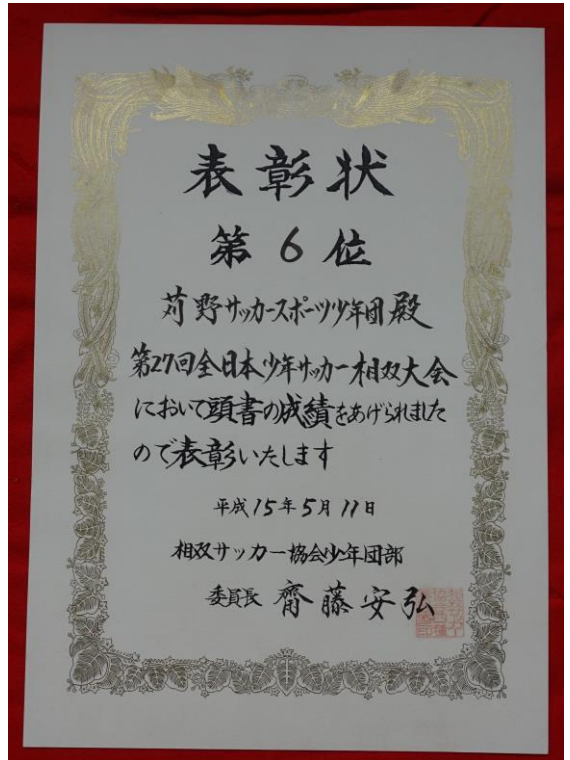 表彰状
第6位
苅野サッカースポーツ少年団殿
第27回全日本少年サッカー相双大会
において頭書の成績をあげられました
ので表彰いたします
平成15年5月11日
相双サッカー協会少年団部
委員長 齊藤安弘